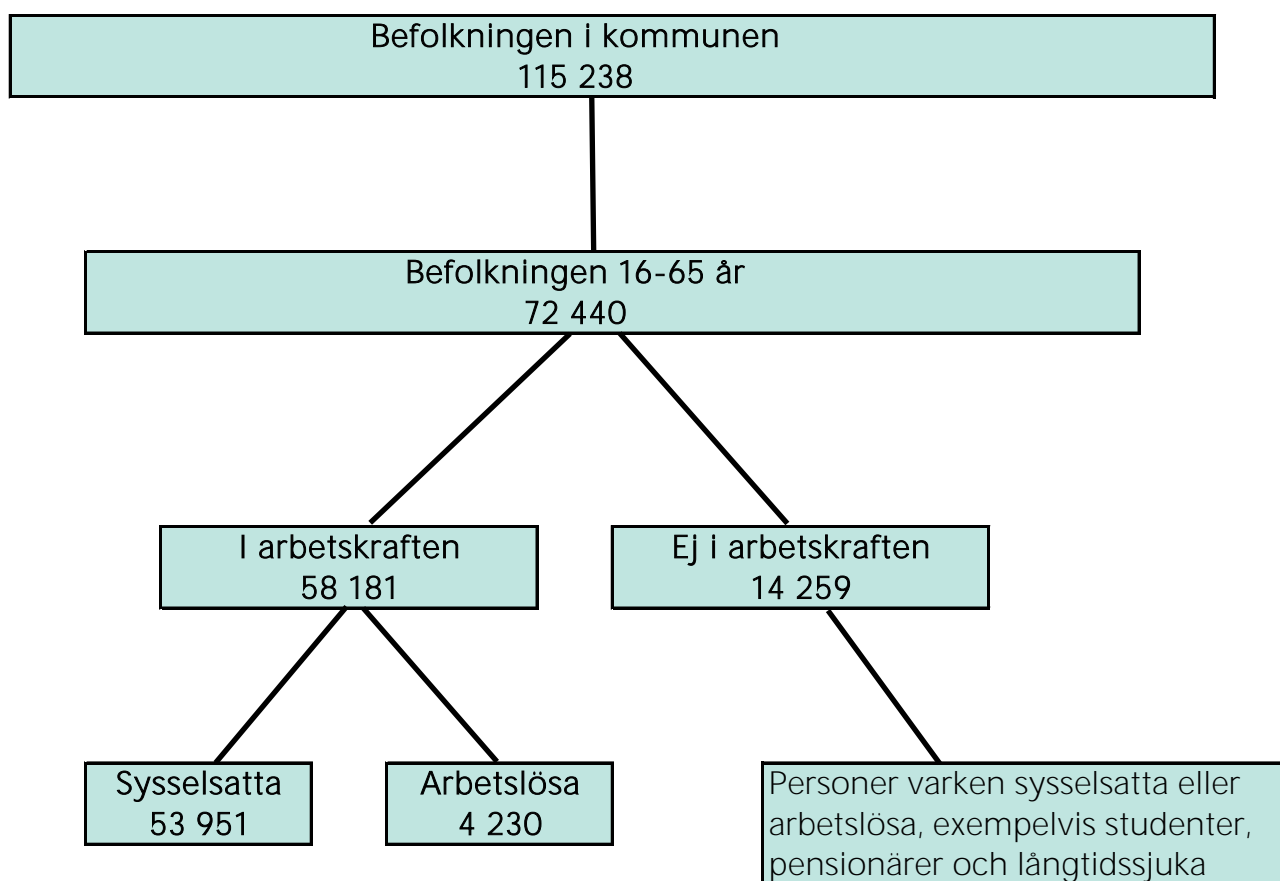 Befolkningen i kommunen
115 238
Befolkningen 16-65 år
72 440
I arbetskraften
58 181
Ej i arbetskraften
14 259
Sysselsatta
53 951
Arbetslösa
4 230
Personer varken sysselsatta eller
arbetslösa, exempelvis studenter,
pensionärer och långtidssjuka